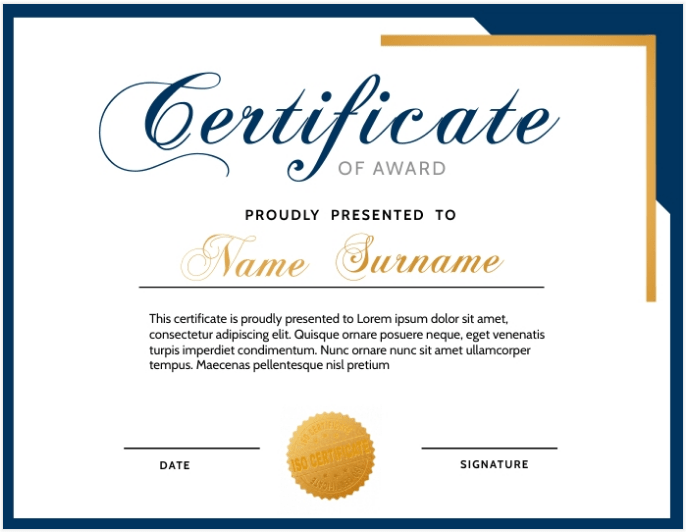 Certificate
OF AWARD
PROUDLY PRESENTED TO
Name Surname
This certificate is proudly presented to Lorem ipsum dolor sit amet,
consectetur adipiscing elit. Quisque ornare posuere neque, eget venenatis
turpis imperdiet condimentum. Nunc ornare nunc sit amet ullamcorper
tempus. Maecenas pellentesque nisl pretium
ISO CERTIFICATE
DATE
SIGNATURE